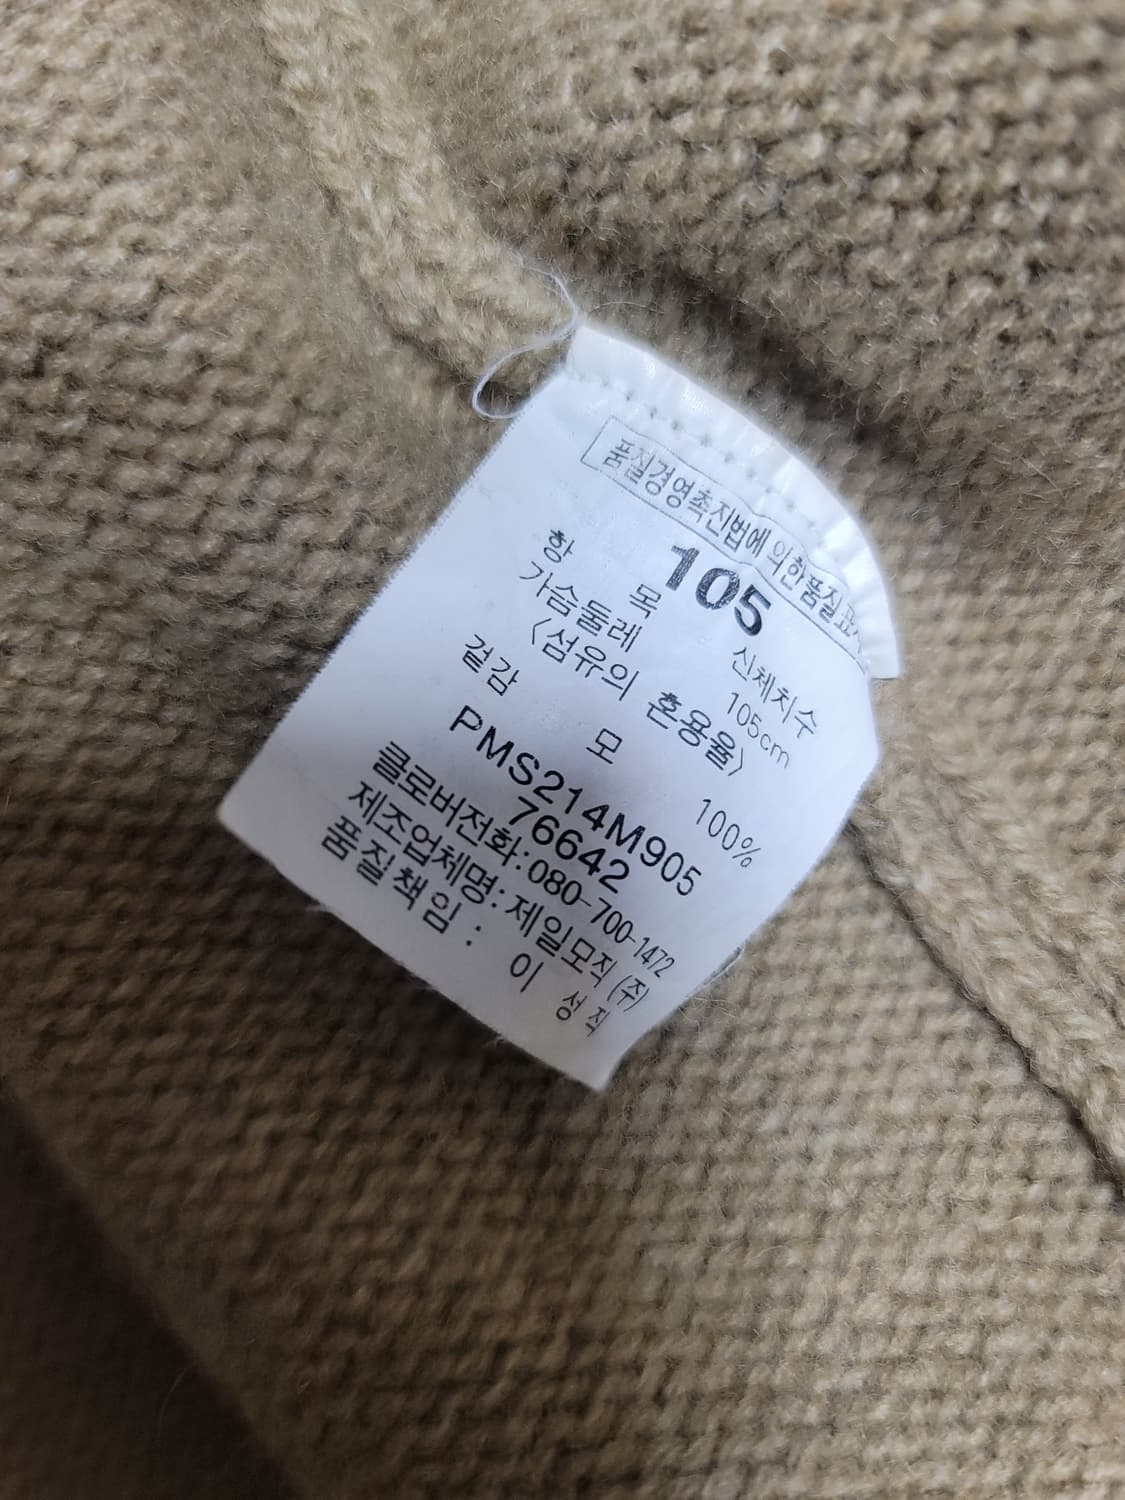 품질경영촉진법에 의한품질표
105
항 목 신체치수
가슴둘레 105cm
〈섬유의 혼용율〉
겉감 모 100%
PMS214M905
76642
클로버전화:080-700-1472
제조업체명:제일모직(주)
품질책임: 이 성 직